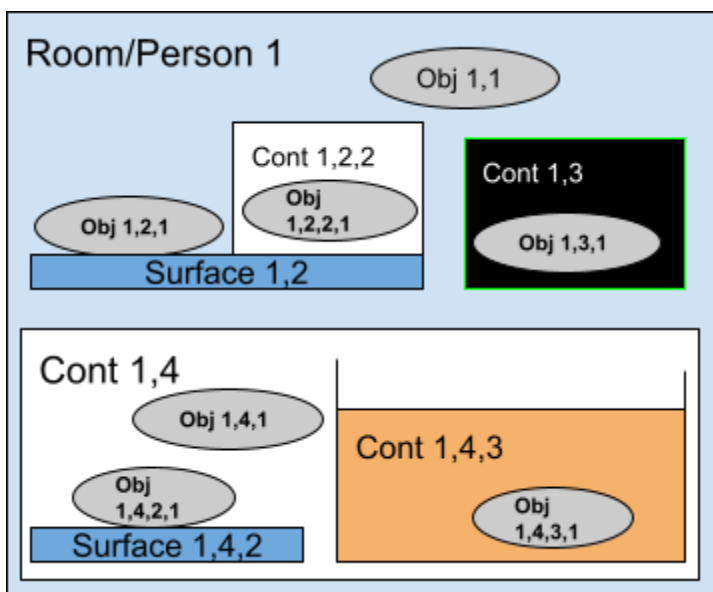 Room/Person 1
Obj 1,1
Cont 1,2,2
Obj
1,2,2,1
Obj 1,2,1
Surface 1,2
Cont 1,3
Obj 1,3,1
Cont 1,4
Obj 1,4,1
Obj
1,4,2,1
Surface 1,4,2
Cont 1,4,3
Obj
1,4,3,1